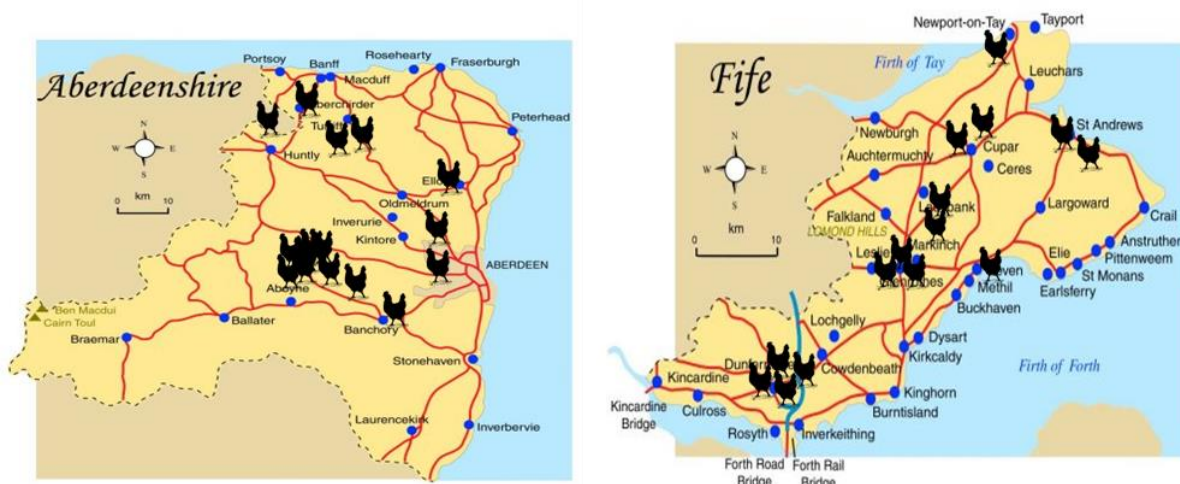 Aberdeenshire
Portsoy
Banff
Macduff
Rosehearty
Fraserburgh
Peterhead
Huntly
Oldmeldrum
Inverurie
Kintore
ABERDEEN
Aboyne
Ballater
Banchory
Ben Macdui
Cairn Toul
Braemar
Stonehaven
Laurencekirk
Inverbervie
N
W E
S
km
0 10
Fife
Newport-on-Tay
Tayport
Firth of Tay
Leuchars
Newburgh
St Andrews
Cupar
Auchtermuchty
Ceres
N
W E
S
km
0 10
Falkland
LOMOND HILLS
Largoward
Crail
Markinch
Leslie
Elie
Anstruther
Pittenweem
St Monans
Earlsferry
Methil
Buckhaven
Lochgelly
Dysart
Kirkcaldy
Firth of Forth
Cowdenbeath
Kincardine
Kinghorn
Kincardine
Bridge
Culross
Burntisland
Rosyth
Inverkeithing
Forth Road
Bridge
Forth Rail
Bridge